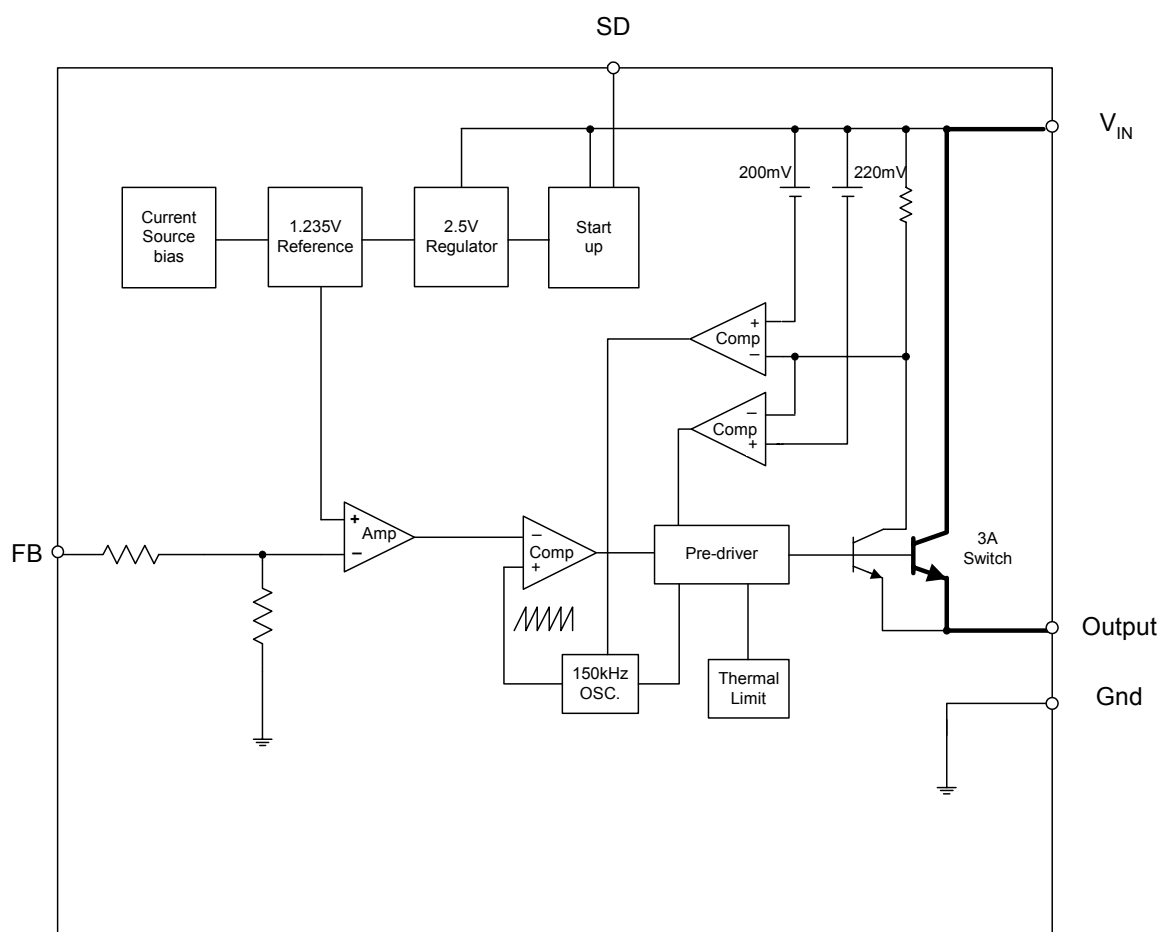 SD
V_IN
200mV
220mV
Current
Source
bias
1.235V
Reference
2.5V
Regulator
Start
up
+
Comp
−
−
Comp
+
+
Amp
−
−
Comp
+
FB
Pre-driver
3A
Switch
Output
150kHz
OSC.
Thermal
Limit
Gnd